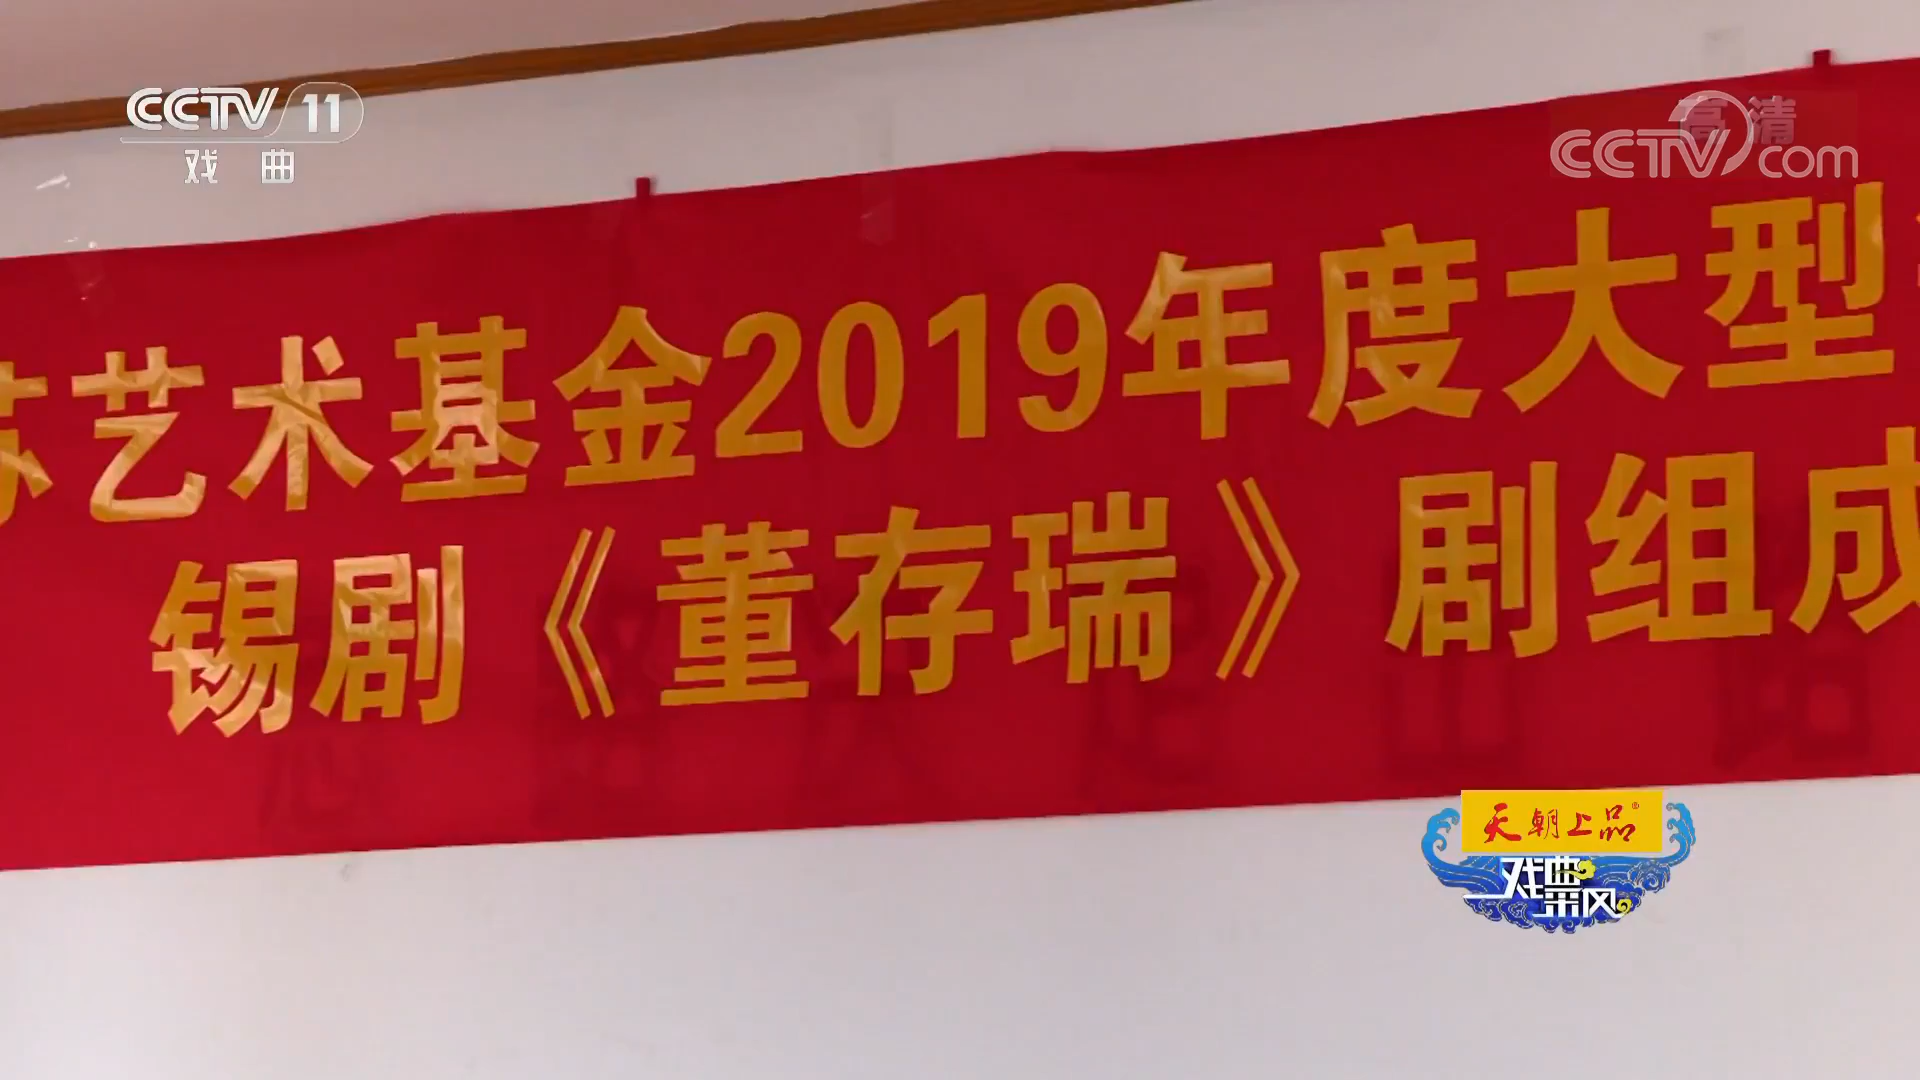 CCTV 11
戏曲
高清
CCTV com
苏艺术基金2019年度大型
锡剧《董存瑞》剧组成
天朝上品®
戏曲采风